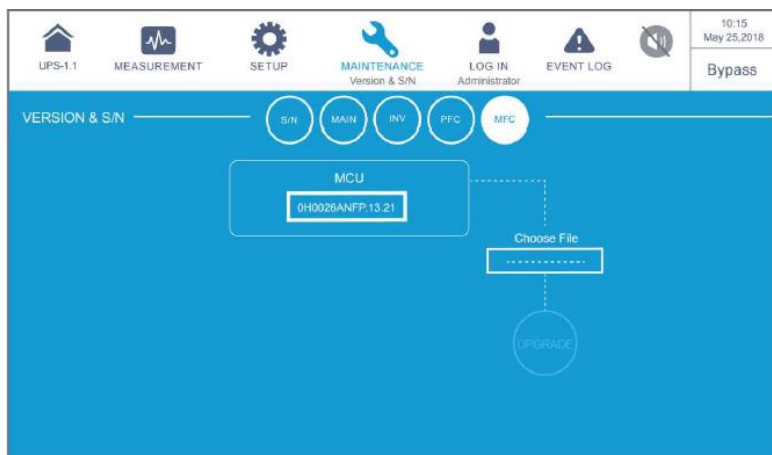 10:15
May 25,2018
UPS-1.1
MEASUREMENT
SETUP
MAINTENANCE
Version & S/N
LOG IN
Administrator
EVENT LOG
Bypass
VERSION & S/N
S/N
MAIN
INV
PFC
MFC
MCU
0H0026ANFP:13.21
Choose File
UPGRADE